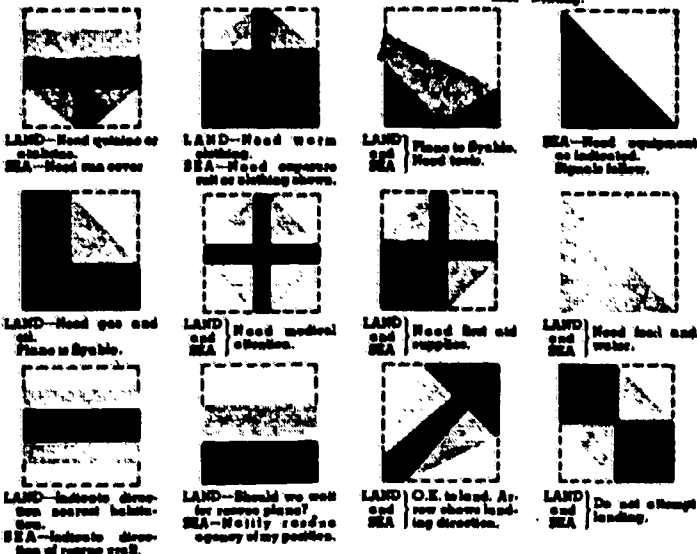 LAND—Need quinine or
atabrine.
SEA—Need sun cover
LAND—Need warm
clothing.
SEA—Need exposure
suit or clothing shown.
LAND and SEA } Plane is flyable.
Need tools.
SEA—Need equipment
as indicated.
Signals follow.
LAND—Need gas and
oil.
Plane is flyable.
LAND and SEA } Need medical
attention.
LAND and SEA } Need first aid
supplies.
LAND and SEA } Need food and
water.
LAND—Indicate direc-
tion nearest habita-
tion.
SEA—Indicate direc-
tion of rescue craft.
LAND—Should we wait
for rescue plane?
SEA—Notify rescue
agency of my position.
LAND and SEA } O.K. to land. Ar-
row shows land-
ing direction.
LAND and SEA } Do not attempt
landing.